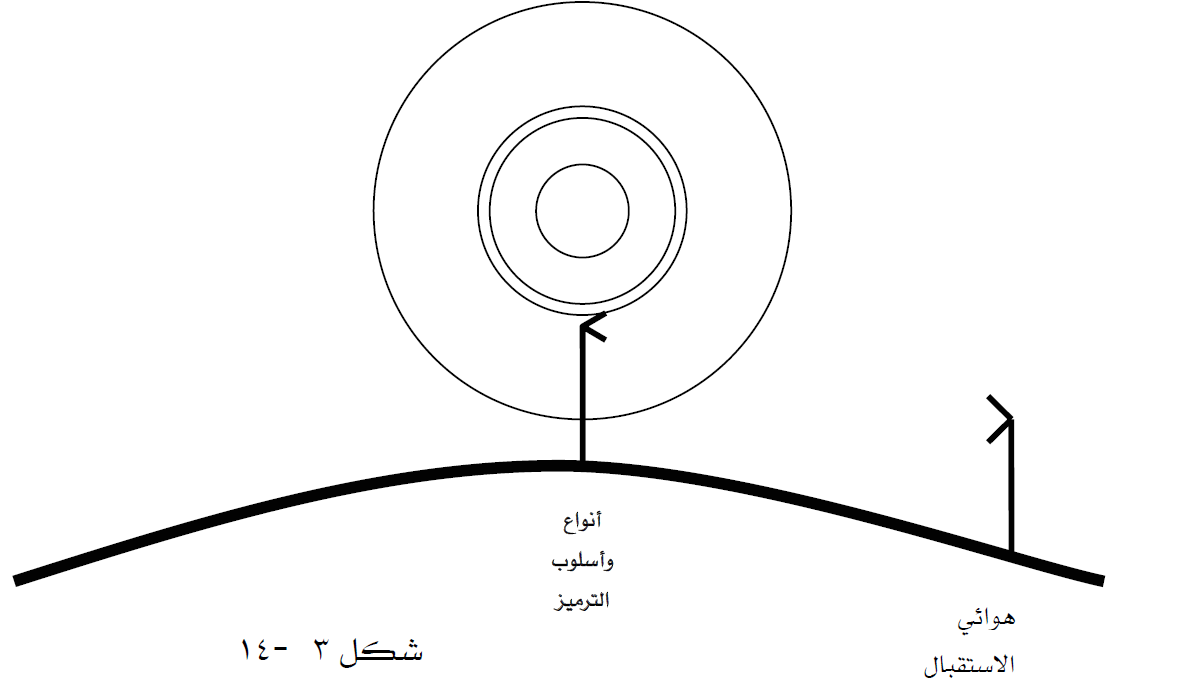 أنواع
وأسلوب
الترميز
هوائي
الاستقبال
شكل ٣ -١٤